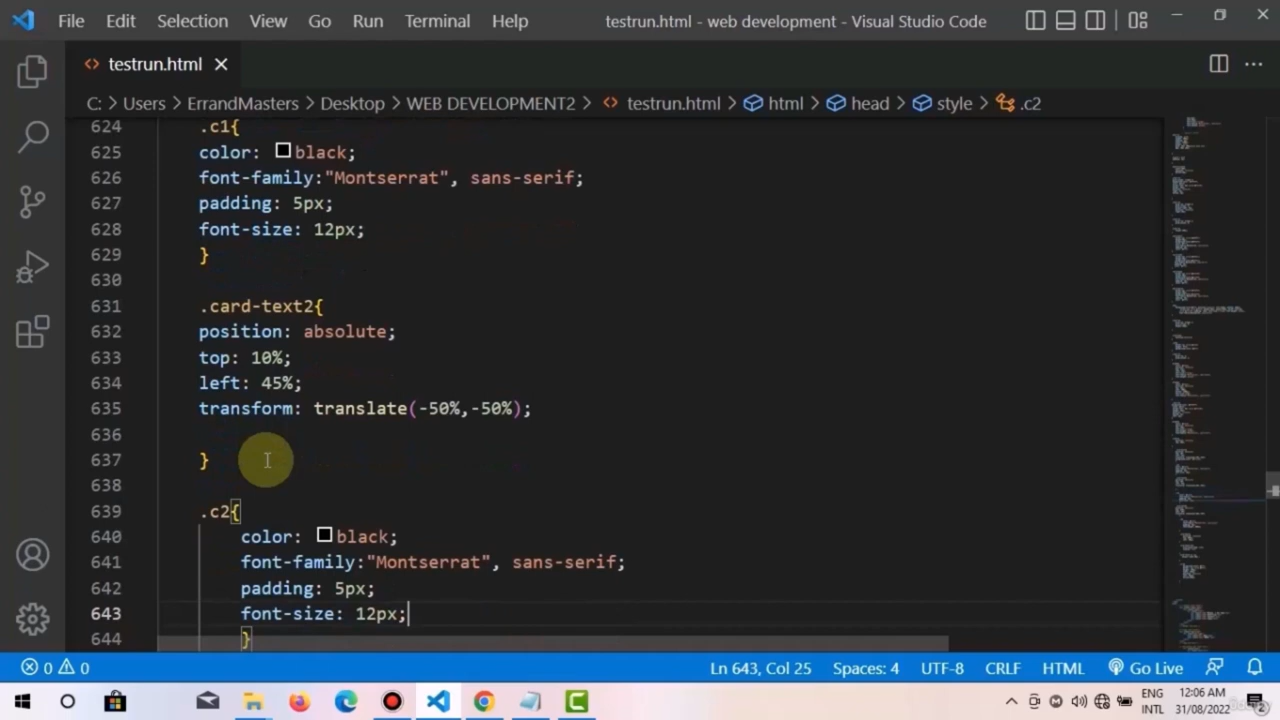 File Edit Selection View Go Run Terminal Help testrun.html - web development - Visual Studio Code
testrun.html
C: > Users > ErrandMasters > Desktop > WEB DEVELOPMENT2 > testrun.html > html > head > style > .c2
624 .c1{
625 color: black;
626 font-family:"Montserrat", sans-serif;
627 padding: 5px;
628 font-size: 12px;
629 }
630
631 .card-text2{
632 position: absolute;
633 top: 10%;
634 left: 45%;
635 transform: translate(-50%,-50%);
636
637 }
638
639 .c2{
640 color: black;
641 font-family:"Montserrat", sans-serif;
642 padding: 5px;
643 font-size: 12px;
644 }
0 0 Ln 643, Col 25 Spaces: 4 UTF-8 CRLF HTML Go Live
ENG 12:06 AM
INTL 31/08/2022